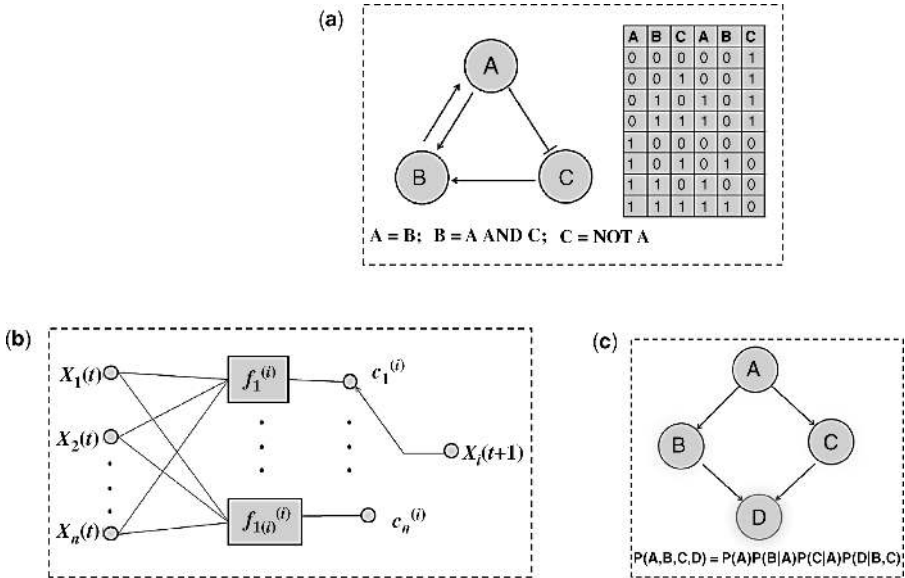 (a)
A
B
C
A B C A B C
0 0 0 0 0 1
0 0 1 0 0 1
0 1 0 1 0 1
0 1 1 1 0 1
1 0 0 0 0 0
1 0 1 0 1 0
1 1 0 1 0 0
1 1 1 1 1 0
A = B; B = A AND C; C = NOT A
(b)
X₁(t)
X₂(t)
Xₙ(t)
f₁⁽ⁱ⁾
f₁₍ᵢ₎⁽ⁱ⁾
c₁⁽ⁱ⁾
cₙ⁽ⁱ⁾
Xᵢ(t+1)
(c)
A
B
C
D
P(A,B,C,D) = P(A)P(B|A)P(C|A)P(D|B,C)